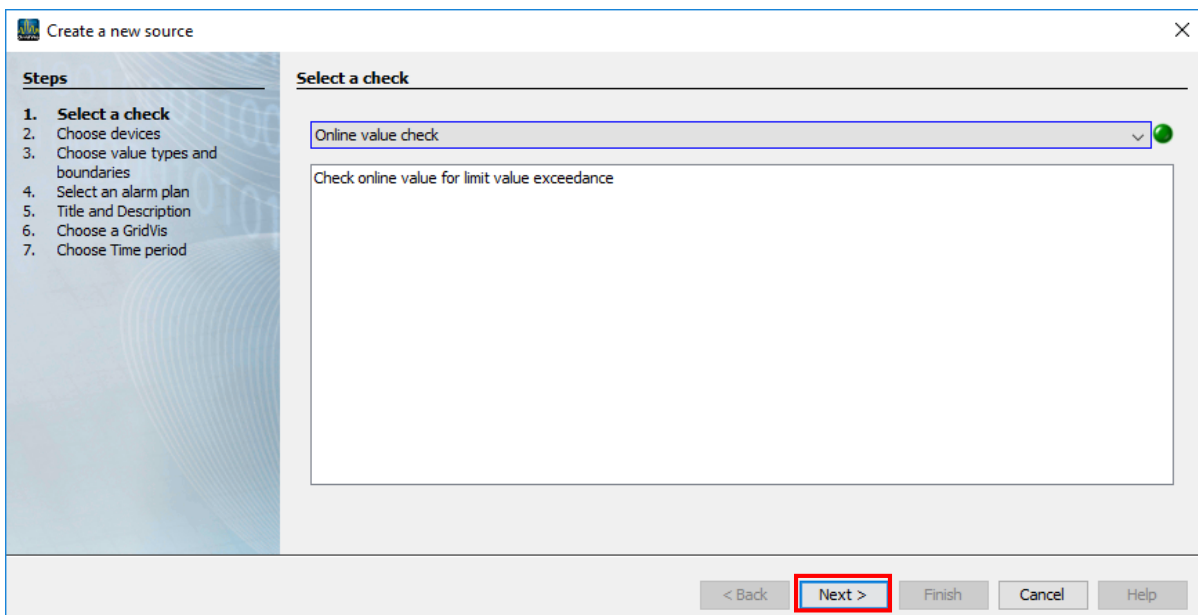 Create a new source
Steps
1. Select a check
2. Choose devices
3. Choose value types and
boundaries
4. Select an alarm plan
5. Title and Description
6. Choose a GridVis
7. Choose Time period
Select a check
Online value check
Check online value for limit value exceedance
< Back Next > Finish Cancel Help